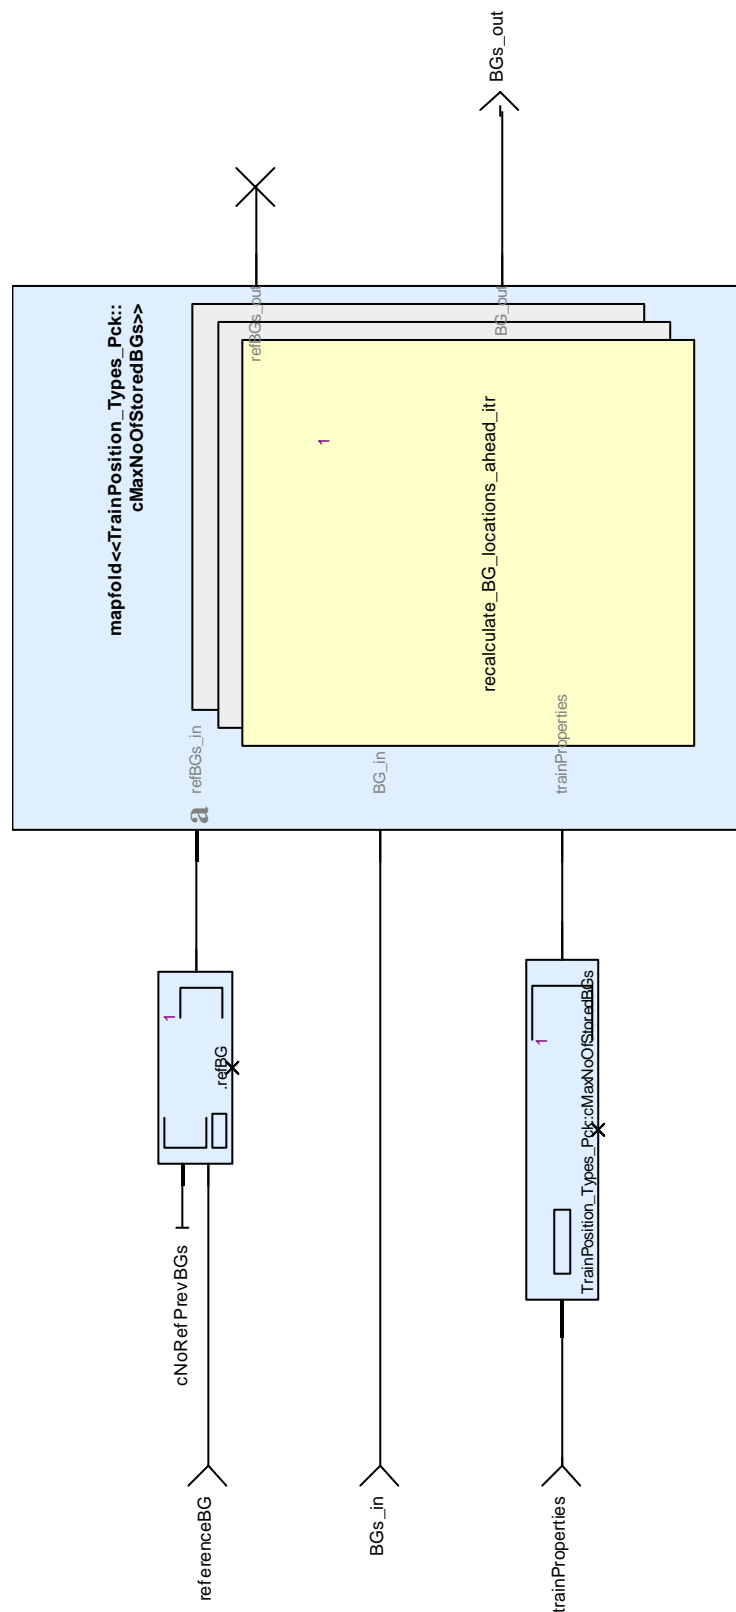 BGs_out
mapfold<<TrainPosition_Types_Pck::
cMaxNoOfStoredBGs>>
refBGs_out
BG_out
1
recalculate_BG_locations_ahead_itr
a
refBGs_in
BG_in
trainProperties
1
.refBG
1
TrainPosition_Types_Pck::cMaxNoOfStoredBGs
cNoRefPrevBGs
referenceBG
BGs_in
trainProperties